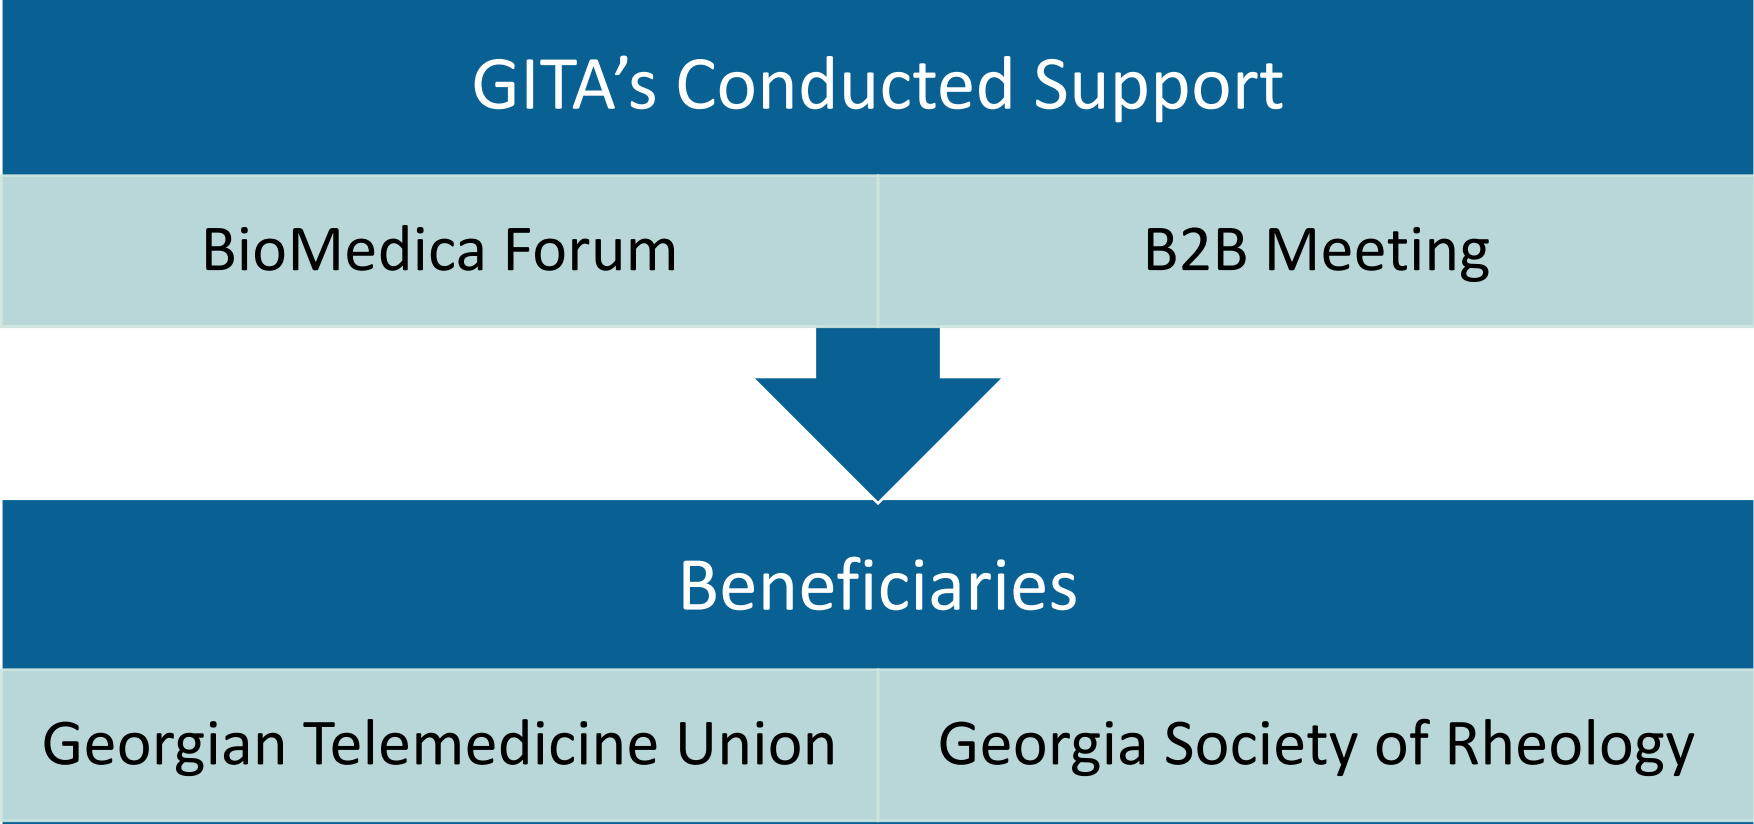 GITA’s Conducted Support
BioMedica Forum
B2B Meeting
Beneficiaries
Georgian Telemedicine Union
Georgia Society of Rheology